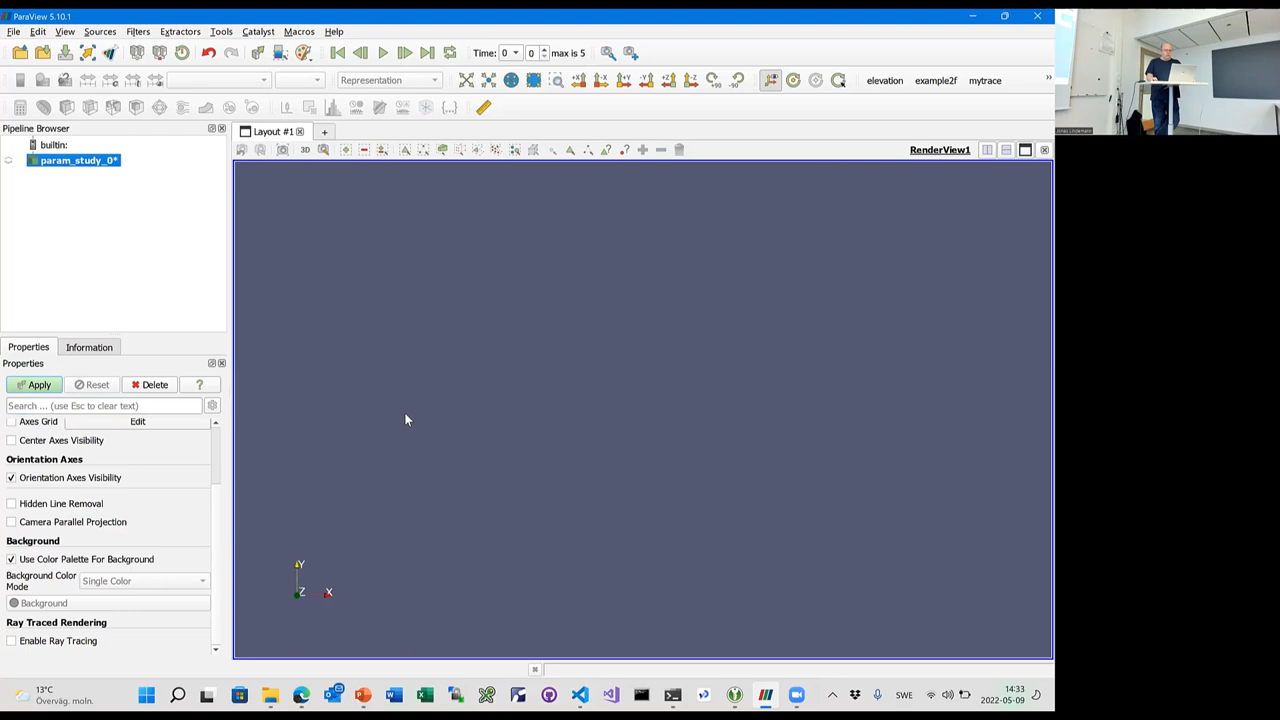 ParaView 5.10.1
File Edit View Sources Filters Extractors Tools Catalyst Macros Help
Time: 0 0 max is 5
Representation elevation example2f mytrace »
Pipeline Browser
Layout #1 +
builtin:
3D RenderView1
param_study_0*
Properties Information
Properties
Apply Reset Delete ?
Search ... (use Esc to clear text)
Axes Grid Edit
Center Axes Visibility
Orientation Axes
Orientation Axes Visibility
Hidden Line Removal
Camera Parallel Projection
Background
Use Color Palette For Background
Background Color Mode Single Color
Background
Ray Traced Rendering
Enable Ray Tracing
Y
Z X
13°C
Överväg. moln.
SWE
14:33
2022-05-09
Jonas Lindemann